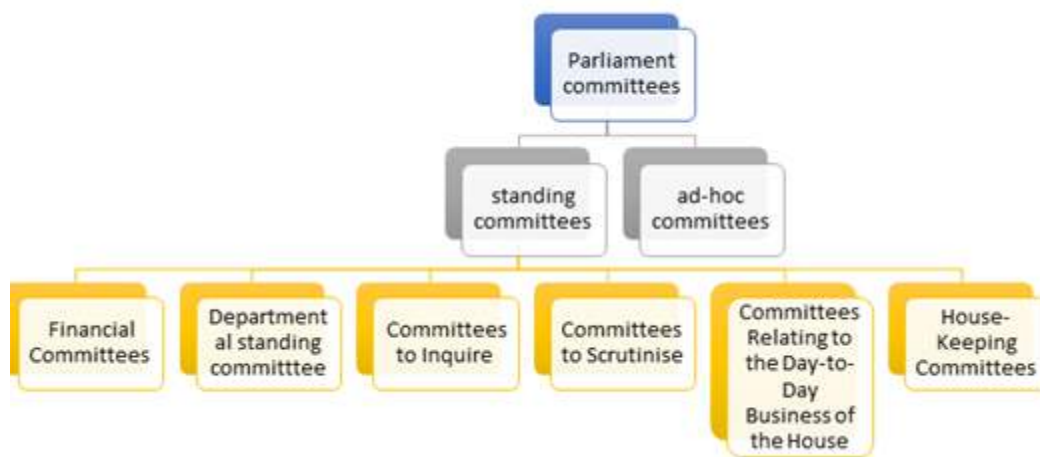 Parliament
committees
standing
committees
ad-hoc
committees
Financial
Committees
Department
al standing
committtee
Committees
to Inquire
Committees
to Scrutinise
Committees
Relating to
the Day-to-
Day
Business of
the House
House-
Keeping
Committees